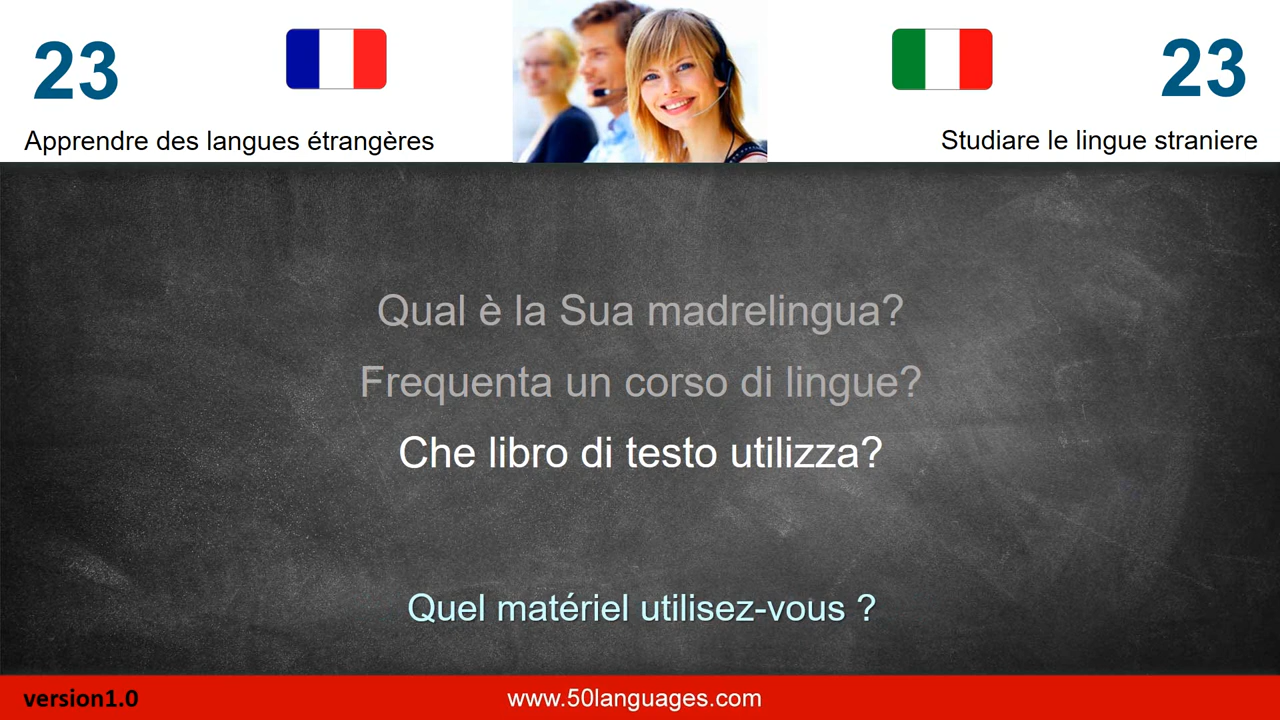 23
23
Apprendre des langues étrangères
Studiare le lingue straniere
Qual è la Sua madrelingua?
Frequenta un corso di lingue?
Che libro di testo utilizza?
Quel matériel utilisez-vous ?
version1.0
www.50languages.com